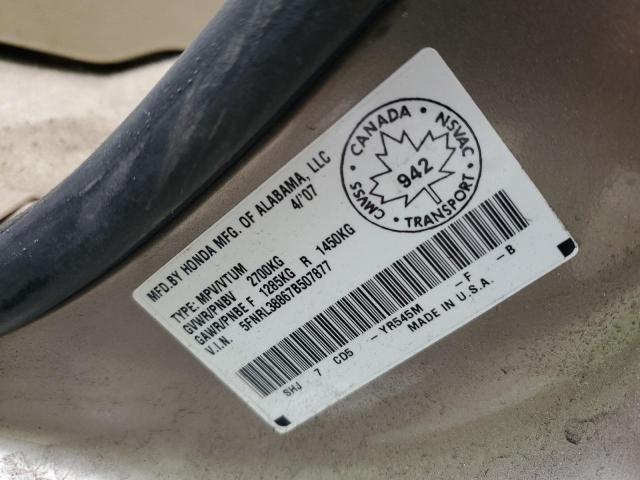 MFD.BY HONDA MFG. OF ALABAMA, LLC
4/'07
TYPE: MPV/VTUM
GVWR/PNBV 2700KG
GAWR/PNBE F 1285KG R 1450KG
V.I.N. 5FNRL38867B507877
CANADA • NSVAC • TRANSPORT • CMVSS •
942
SHJ 7 CD5 - YR545M - F - B
MADE IN U.S.A